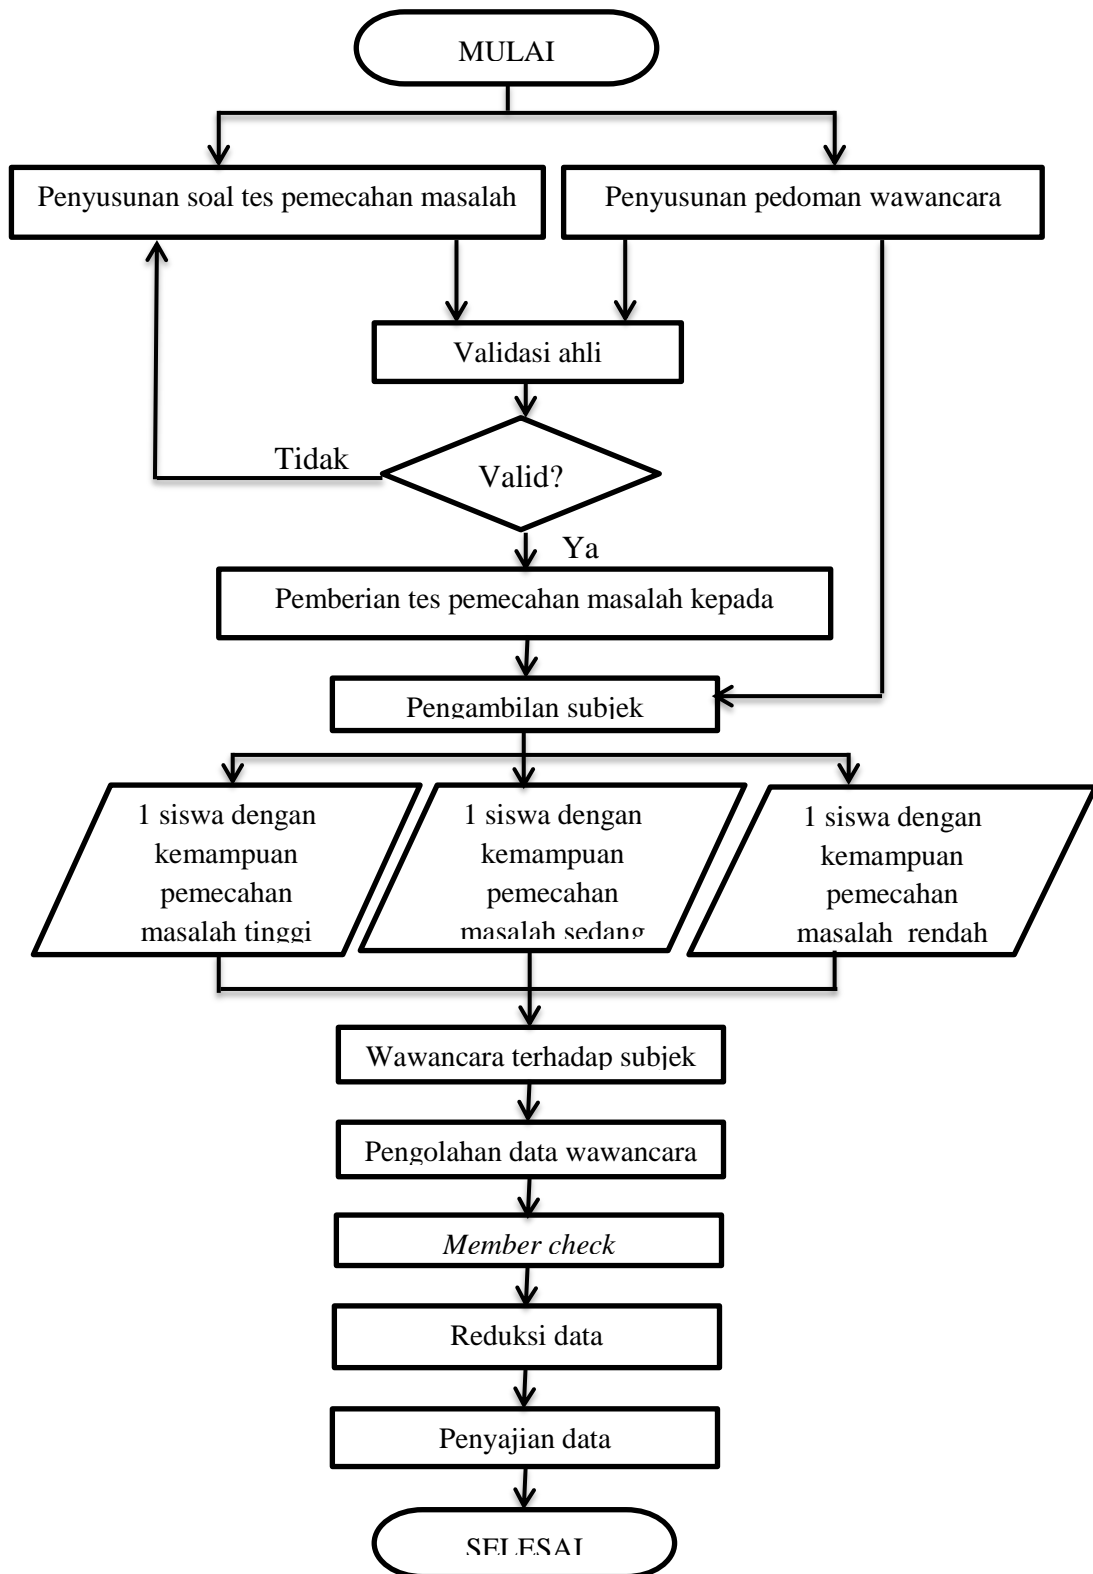 MULAI
Penyusunan soal tes pemecahan masalah
Penyusunan pedoman wawancara
Validasi ahli
Tidak
Valid?
Ya
Pemberian tes pemecahan masalah kepada
Pengambilan subjek
1 siswa dengan
kemampuan
pemecahan
masalah tinggi
1 siswa dengan
kemampuan
pemecahan
masalah sedang
1 siswa dengan
kemampuan
pemecahan
masalah rendah
Wawancara terhadap subjek
Pengolahan data wawancara
Member check
Reduksi data
Penyajian data
SELESAI